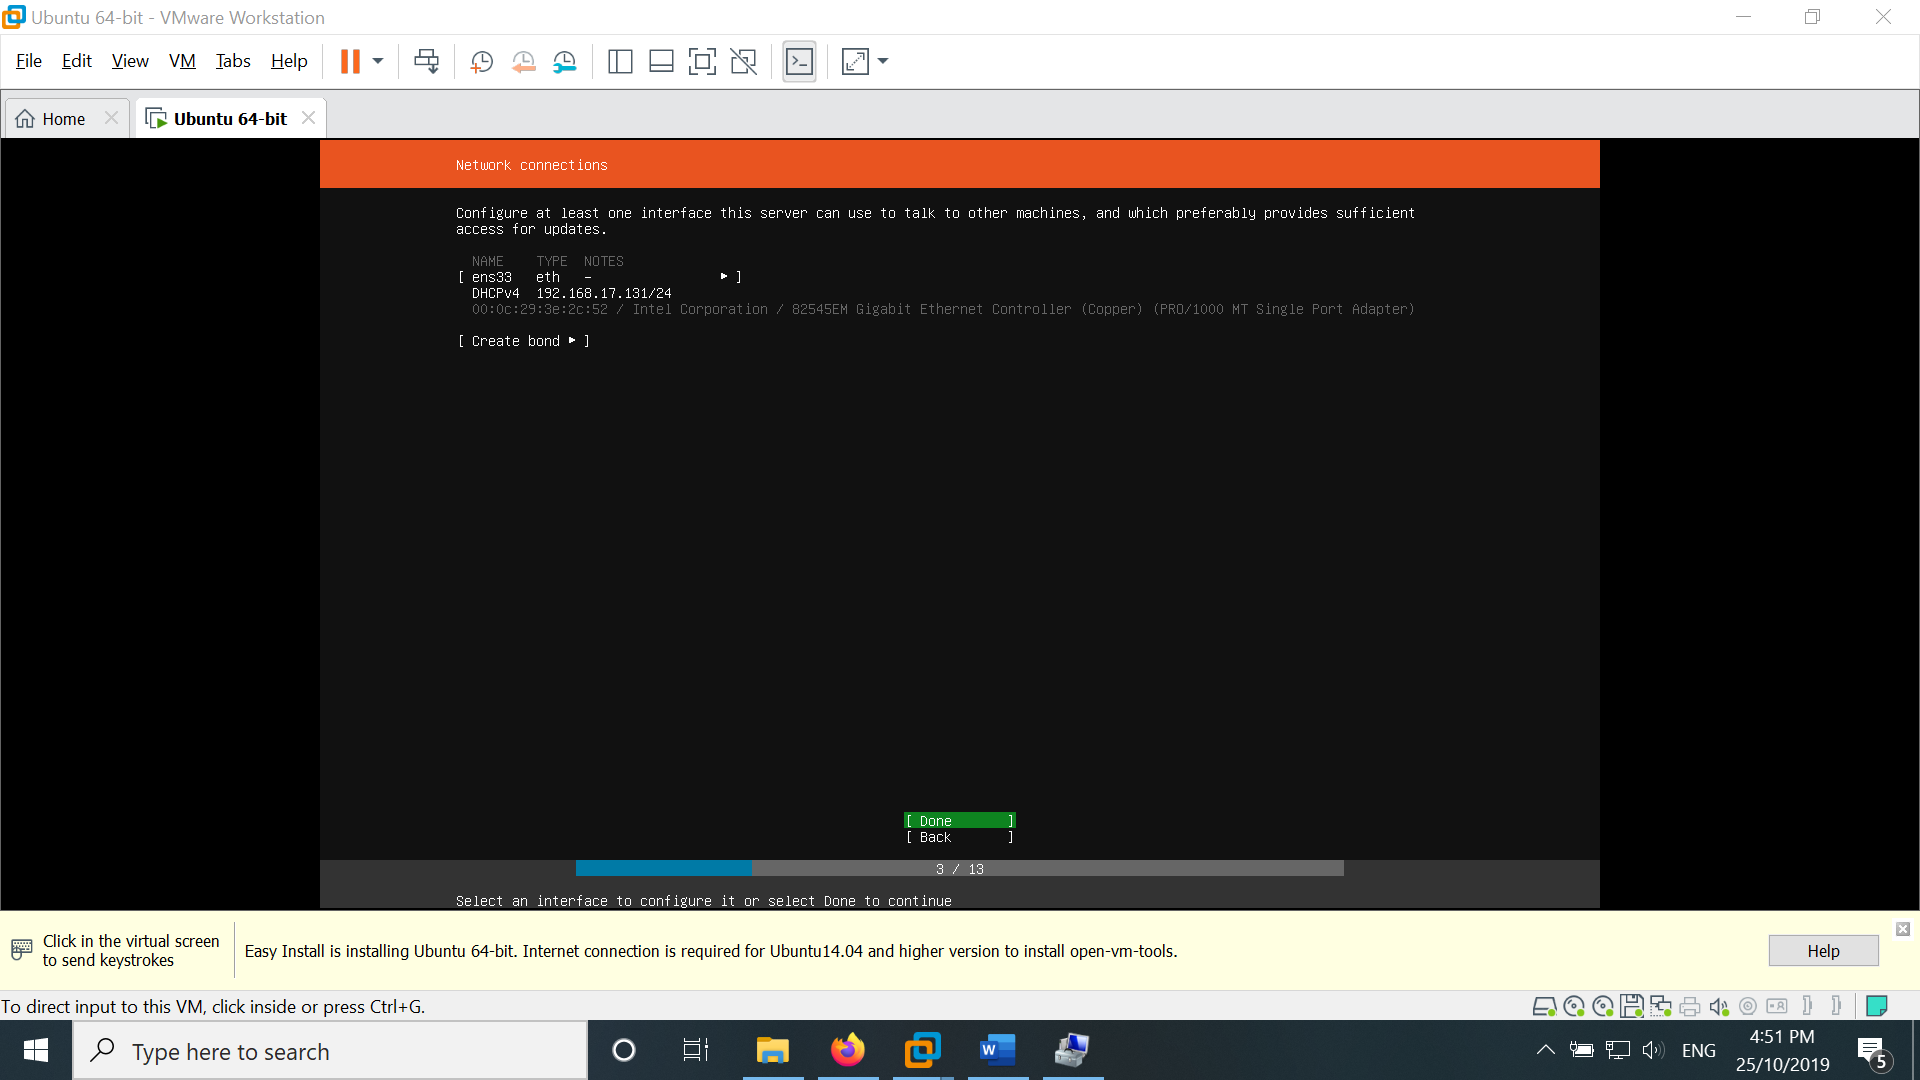 Ubuntu 64-bit - VMware Workstation
File Edit View VM Tabs Help
Home
Ubuntu 64-bit
Network connections
Configure at least one interface this server can use to talk to other machines, and which preferably provides sufficient
access for updates.
NAME TYPE NOTES
[ ens33 eth - ▸ ]
DHCPv4 192.168.17.131/24
00:0c:29:3e:2c:52 / Intel Corporation / 82545EM Gigabit Ethernet Controller (Copper) (PRO/1000 MT Single Port Adapter)
[ Create bond ▸ ]
[ Done ]
[ Back ]
3 / 13
Select an interface to configure it or select Done to continue
Click in the virtual screen
to send keystrokes
Easy Install is installing Ubuntu 64-bit. Internet connection is required for Ubuntu14.04 and higher version to install open-vm-tools.
Help
To direct input to this VM, click inside or press Ctrl+G.
Type here to search
W
ENG
4:51 PM
25/10/2019
5